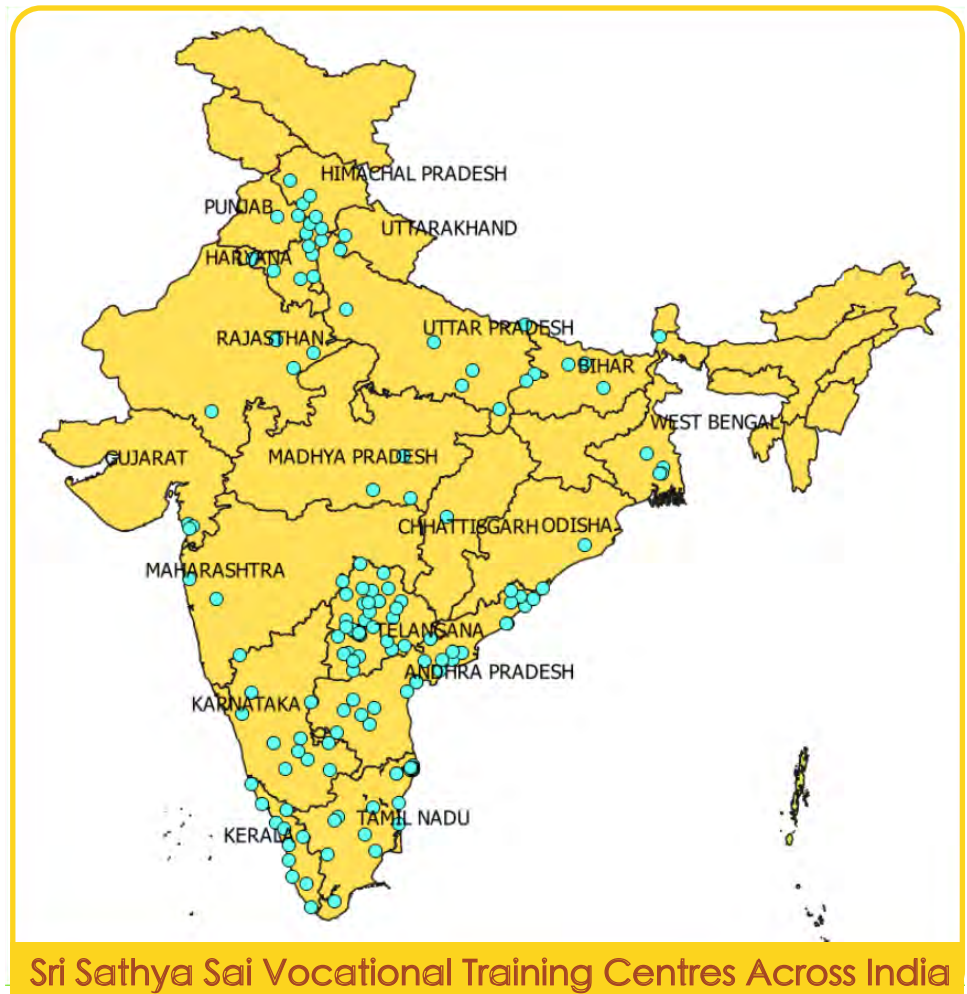 HIMACHAL PRADESH
PUNJAB
UTTARAKHAND
HARYANA
UTTAR PRADESH
RAJASTHAN
BIHAR
WEST BENGAL
GUJARAT
MADHYA PRADESH
CHHATTISGARH
ODISHA
MAHARASHTRA
TELANGANA
ANDHRA PRADESH
KARNATAKA
TAMIL NADU
KERALA
Sri Sathya Sai Vocational Training Centres Across India